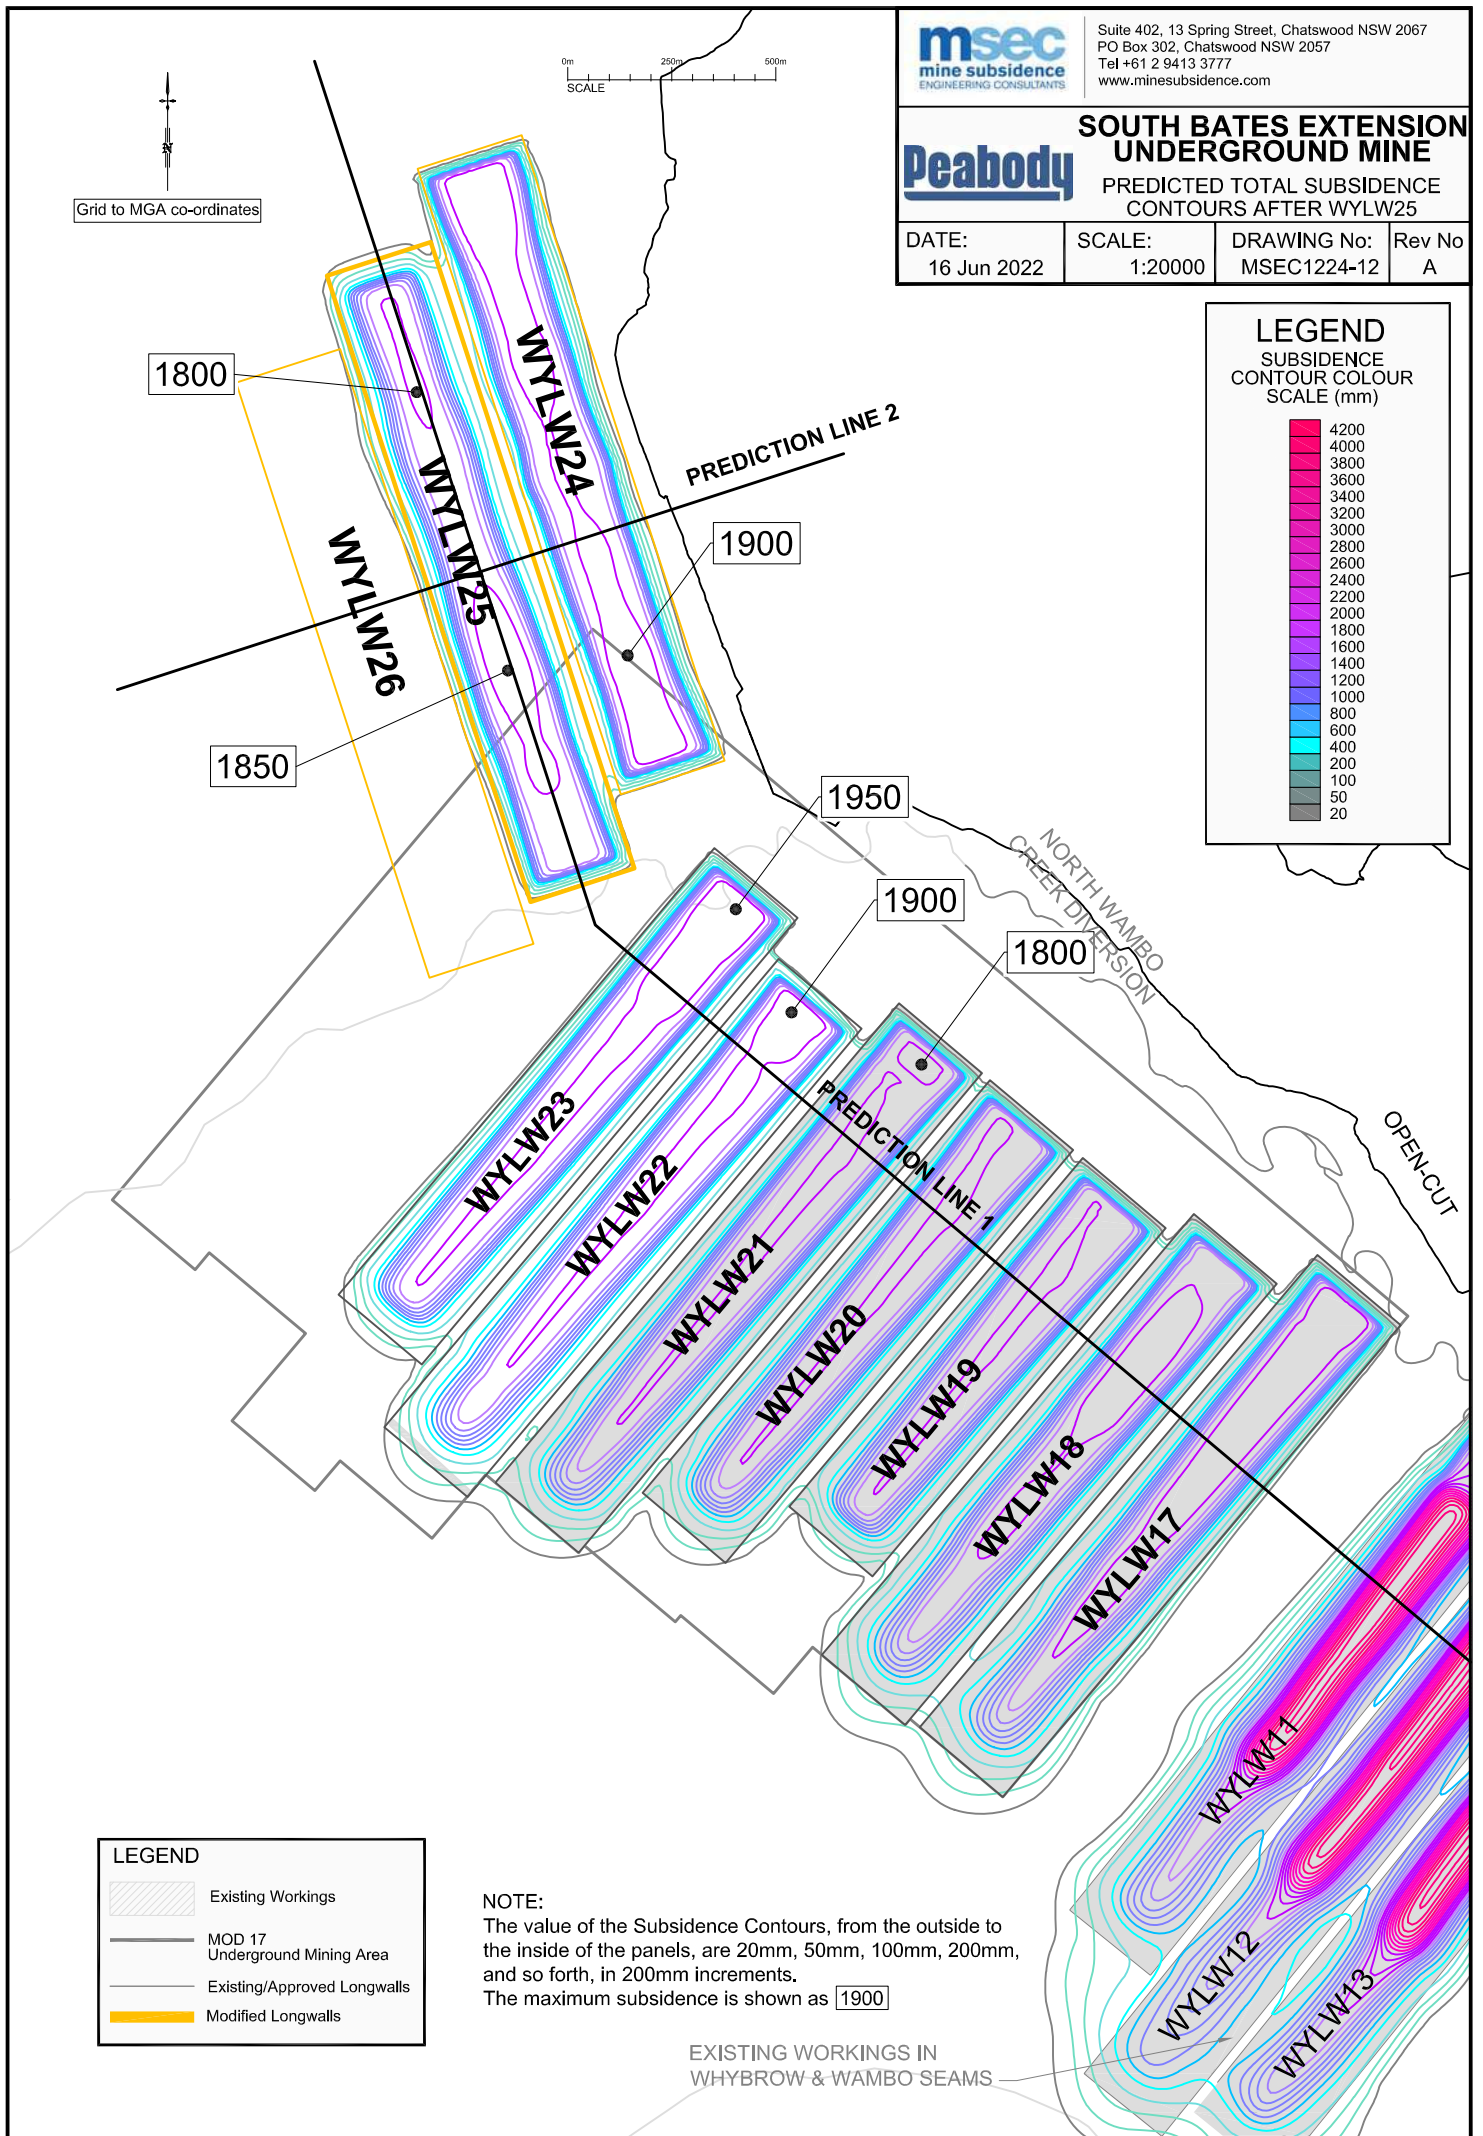 msec
mine subsidence
ENGINEERING CONSULTANTS
Suite 402, 13 Spring Street, Chatswood NSW 2067
PO Box 302, Chatswood NSW 2057
Tel +61 2 9413 3777
www.minesubsidence.com
Peabody
SOUTH BATES EXTENSION
UNDERGROUND MINE
PREDICTED TOTAL SUBSIDENCE
CONTOURS AFTER WYLW25
DATE:
16 Jun 2022
SCALE:
1:20000
DRAWING No:
MSEC1224-12
Rev No
A
0m 250m 500m
SCALE
N
Grid to MGA co-ordinates
LEGEND
SUBSIDENCE
CONTOUR COLOUR
SCALE (mm)
4200
4000
3800
3600
3400
3200
3000
2800
2600
2400
2200
2000
1800
1600
1400
1200
1000
800
600
400
200
100
50
20
1800
WYLW24
PREDICTION LINE 2
WYLW25
1900
WYLW26
1850
1950
1900
1800
NORTH WAMBO
CREEK DIVERSION
OPEN-CUT
PREDICTION LINE 1
WYLW23
WYLW22
WYLW21
WYLW20
WYLW19
WYLW18
WYLW17
WYLW11
WYLW12
WYLW13
LEGEND
Existing Workings
MOD 17
Underground Mining Area
Existing/Approved Longwalls
Modified Longwalls
NOTE:
The value of the Subsidence Contours, from the outside to
the inside of the panels, are 20mm, 50mm, 100mm, 200mm,
and so forth, in 200mm increments.
The maximum subsidence is shown as 1900
EXISTING WORKINGS IN
WHYBROW & WAMBO SEAMS